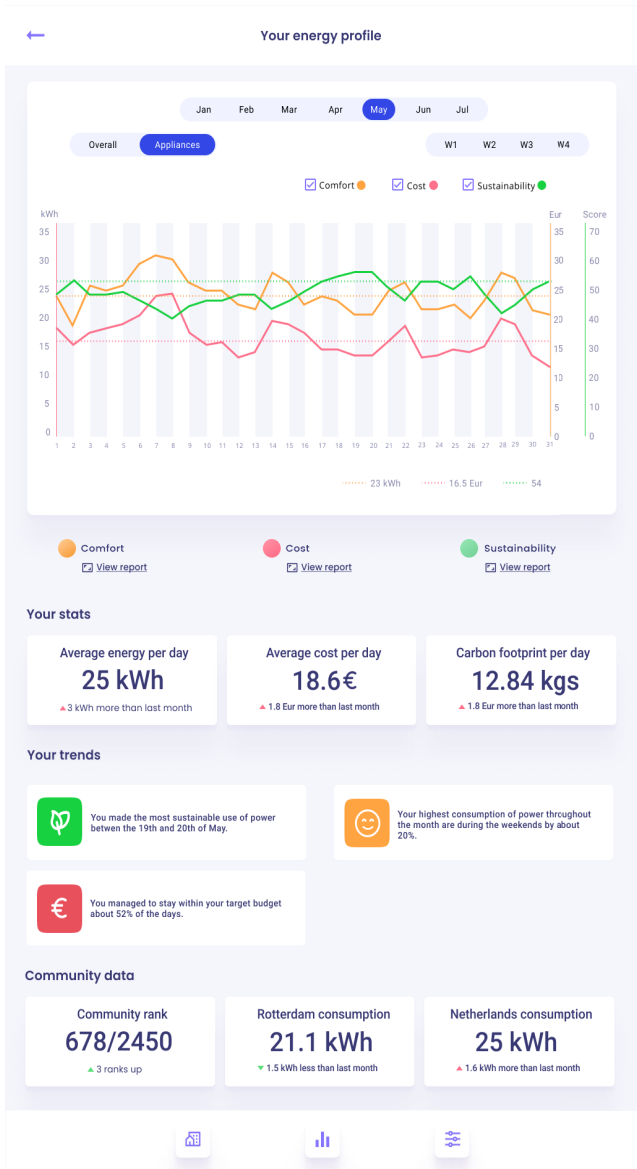 Your energy profile
Jan Feb Mar Apr May Jun Jul
Overall Appliances W1 W2 W3 W4
Comfort Cost Sustainability
kWh Eur Score
35 35 70
30 30 60
25 25 50
20 20 40
15 15 30
10 10 20
5 5 10
0 0 0
1 2 3 4 5 6 7 8 9 10 11 12 13 14 15 16 17 18 19 20 21 22 23 24 25 26 27 28 29 30 31
23 kWh 16.5 Eur 54
Comfort Cost Sustainability
View report View report View report
Your stats
Average energy per day Average cost per day Carbon footprint per day
25 kWh 18.6€ 12.84 kgs
3 kWh more than last month 1.8 Eur more than last month 1.8 Eur more than last month
Your trends
You made the most sustainable use of power
betwen the 19th and 20th of May.
Your highest consumption of power thrughout
the month are during the weekends by about
20%.
€
You managed to stay within your target budget
about 52% of the days.
Community data
Community rank Rotterdam consumption Netherlands consumption
678/2450 21.1 kWh 25 kWh
3 ranks up 1.5 kWh less than last month 1.6 kWh more than last month